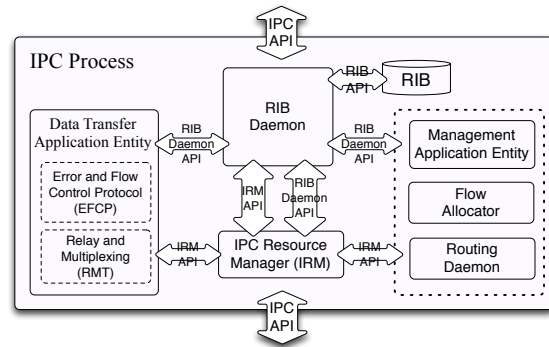 IPC
API
IPC Process
RIB
Daemon
RIB
API
RIB
Data Transfer
Application Entity
Error and Flow
Control Protocol
(EFCP)
Relay and
Multiplexing
(RMT)
RIB
Daemon
API
RIB
Daemon
API
Management
Application Entity
Flow
Allocator
Routing
Daemon
IRM
API
RIB
Daemon
API
IRM
API
IPC Resource
Manager (IRM)
IRM
API
IPC
API